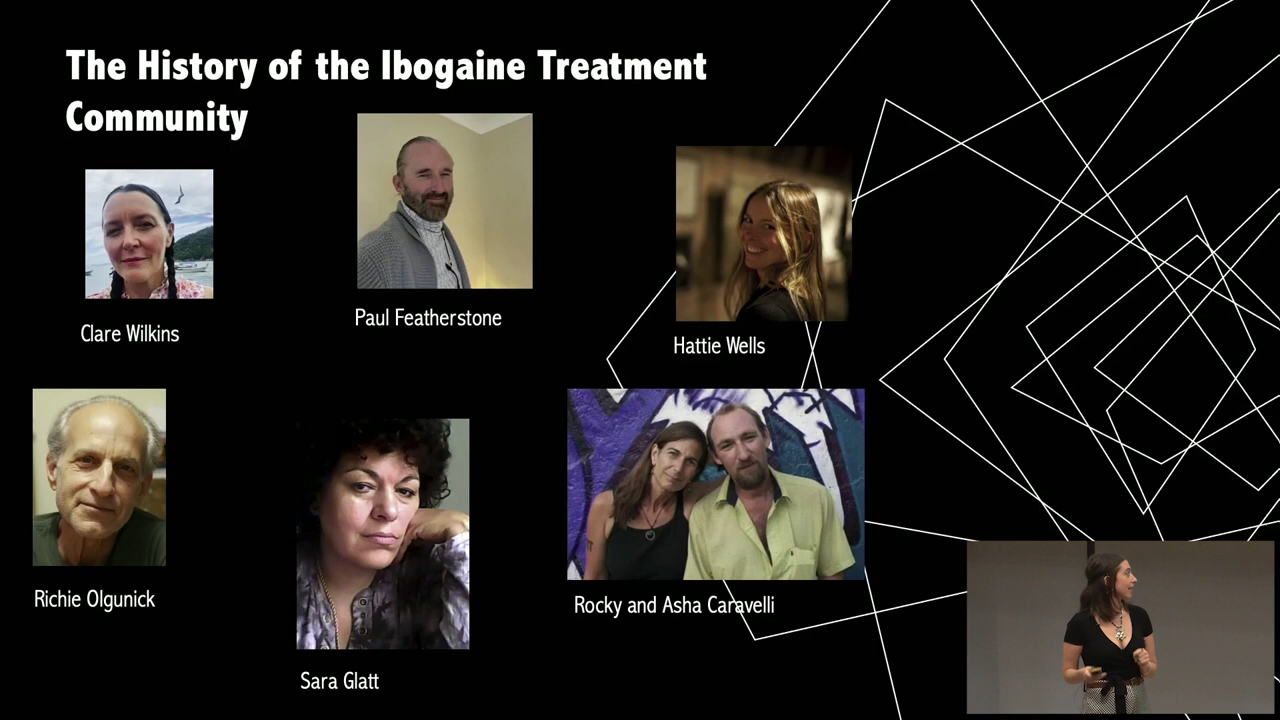 The History of the Ibogaine Treatment
Community
Clare Wilkins
Paul Featherstone
Hattie Wells
Richie Olgunick
Sara Glatt
Rocky and Asha Caravelli